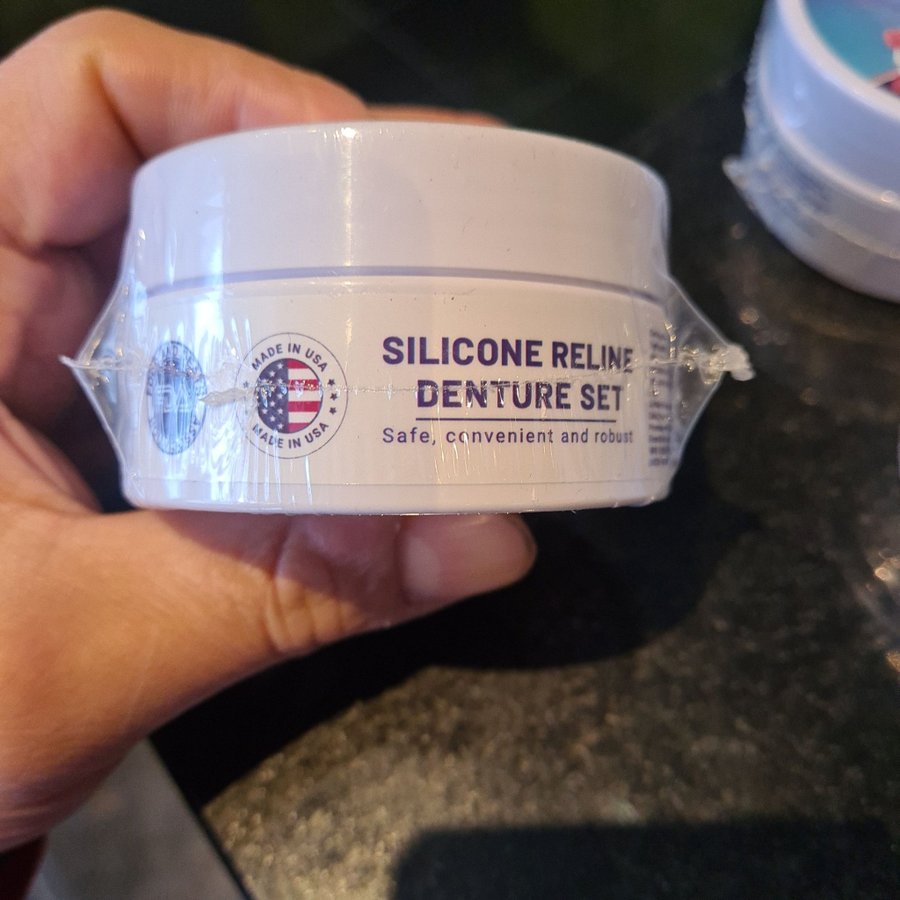 MADE IN USA
MADE IN USA
SILICONE RELINE
DENTURE SET
Safe, convenient and robust